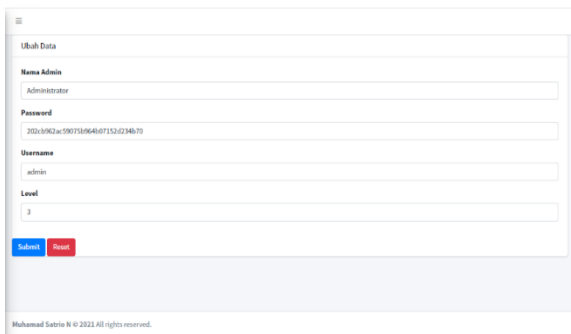 Ubah Data
Nama Admin
Administrator
Password
202cb962ac59075b964b07152d234b70
Username
admin
Level
3
Submit Reset
Muhamad Satrio N © 2021 All rights reserved.